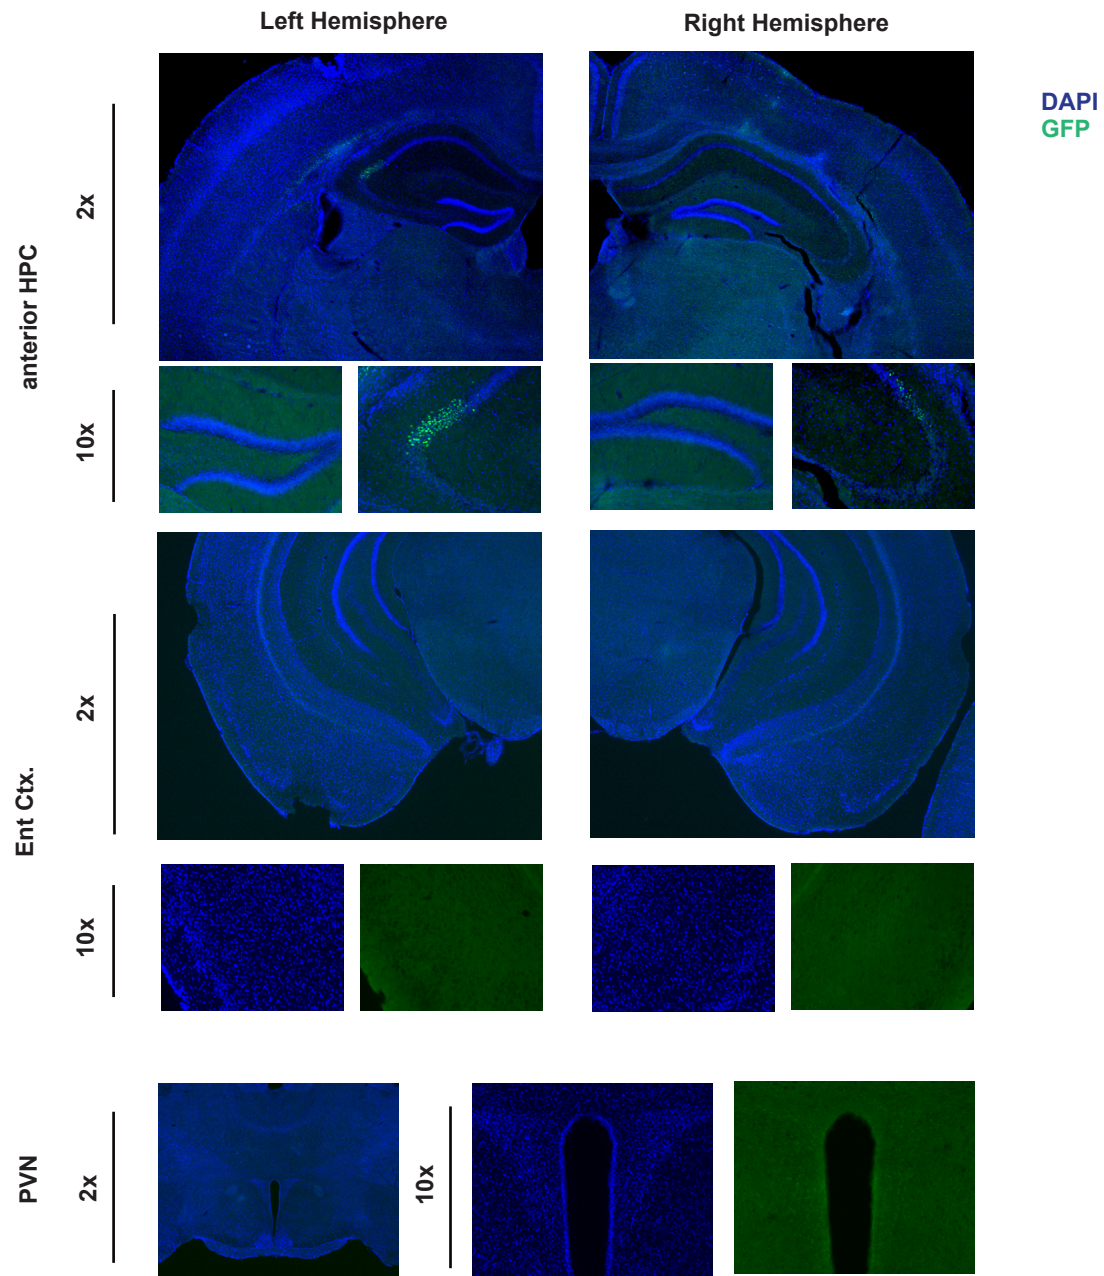 Left Hemisphere
Right Hemisphere
DAPI
GFP
anterior HPC
2x
10x
Ent Ctx.
2x
10x
PVN
2x
10x